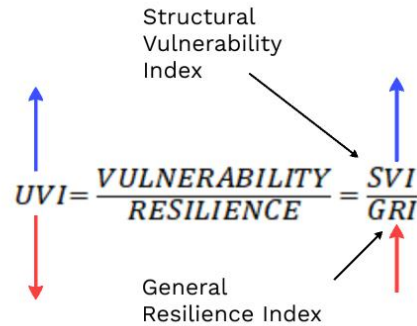 Structural
Vulnerability
Index
UVI = VULNERABILITY / RESILIENCE = SVI / GRI
General
Resilience Index